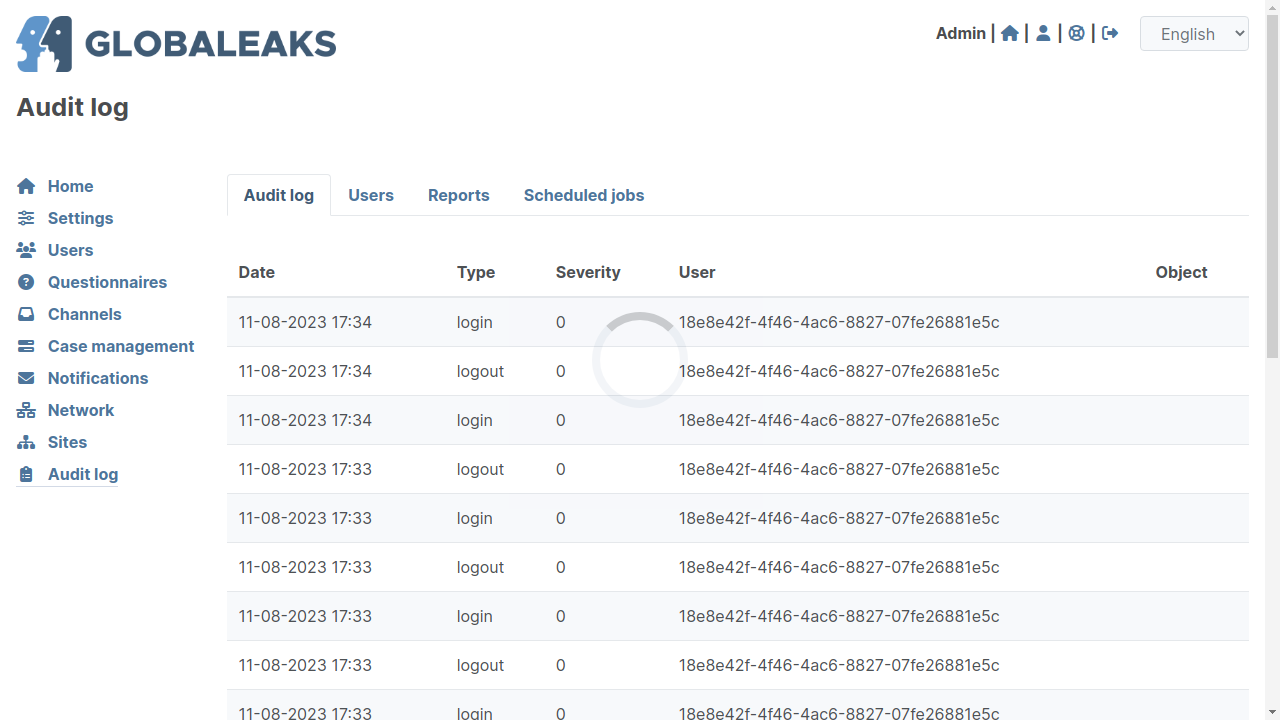 GLOBALEAKS
Admin | | | |
English
Audit log
Home
Settings
Users
Questionnaires
Channels
Case management
Notifications
Network
Sites
Audit log
Audit log Users Reports Scheduled jobs
Date Type Severity User Object
11-08-2023 17:34 login 0 18e8e42f-4f46-4ac6-8827-07fe26881e5c
11-08-2023 17:34 logout 0 18e8e42f-4f46-4ac6-8827-07fe26881e5c
11-08-2023 17:34 login 0 18e8e42f-4f46-4ac6-8827-07fe26881e5c
11-08-2023 17:33 logout 0 18e8e42f-4f46-4ac6-8827-07fe26881e5c
11-08-2023 17:33 login 0 18e8e42f-4f46-4ac6-8827-07fe26881e5c
11-08-2023 17:33 logout 0 18e8e42f-4f46-4ac6-8827-07fe26881e5c
11-08-2023 17:33 login 0 18e8e42f-4f46-4ac6-8827-07fe26881e5c
11-08-2023 17:33 logout 0 18e8e42f-4f46-4ac6-8827-07fe26881e5c
11-08-2023 17:33 login 0 18e8e42f-4f46-4ac6-8827-07fe26881e5c